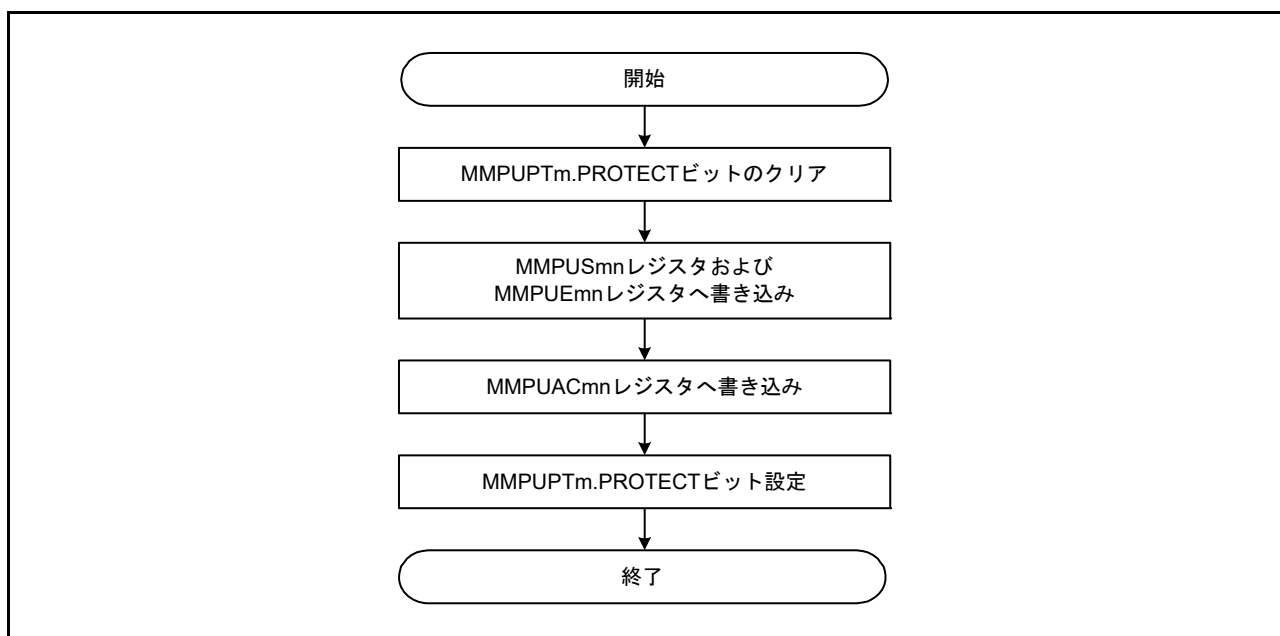 開始
MMPUPTm.PROTECTビットのクリア
MMPUSmnレジスタおよび
MMPUEmnレジスタへ書き込み
MMPUACmnレジスタへ書き込み
MMPUPTm.PROTECTビット設定
終了